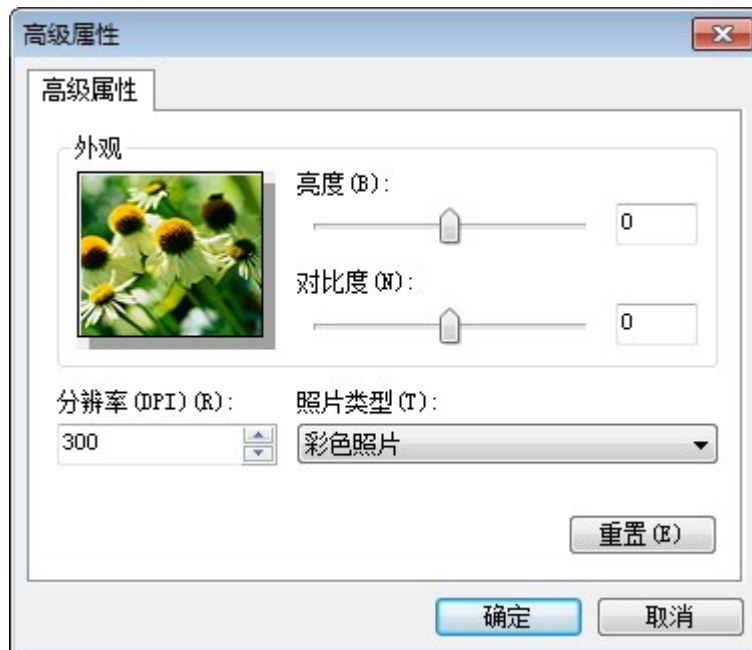 高级属性
高级属性
外观
亮度(B):
0
对比度(N):
0
分辨率(DPI)(R):
300
照片类型(T):
彩色照片
重置(E)
确定
取消